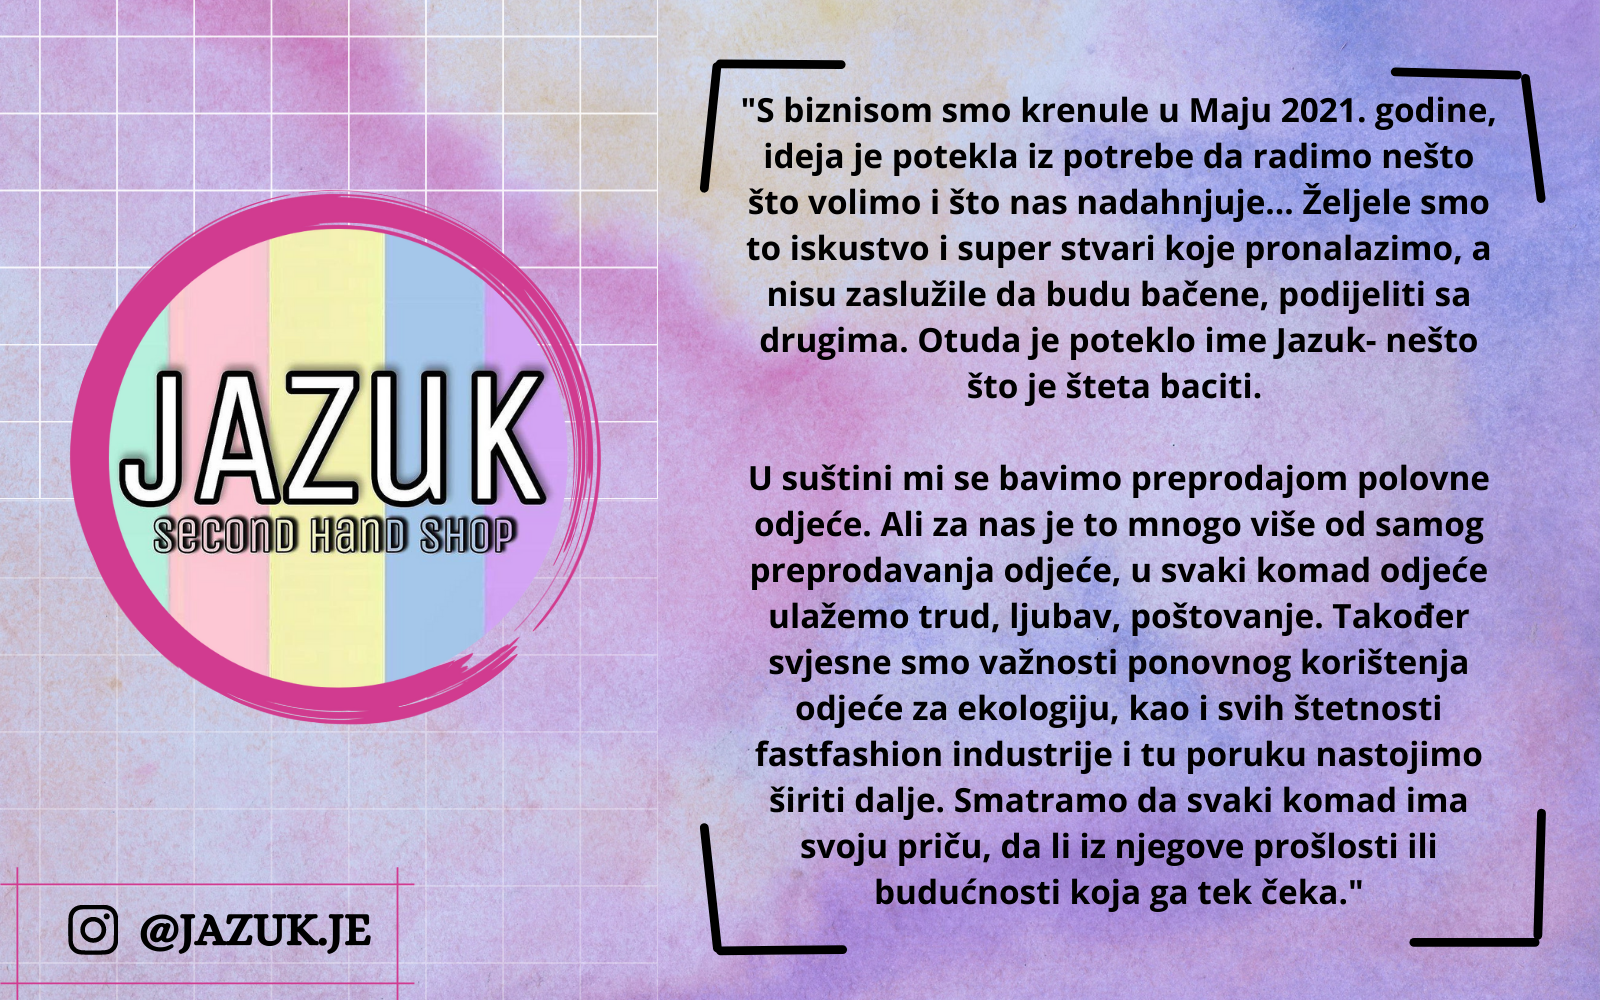 JAZUK
Second Hand Shop
@JAZUK.JE
"S biznisom smo krenule u Maju 2021. godine,
ideja je potekla iz potrebe da radimo nešto
što volimo i što nas nadahnjuje... Željele smo
to iskustvo i super stvari koje pronalazimo, a
nisu zaslužile da budu bačene, podijeliti sa
drugima. Otuda je poteklo ime Jazuk- nešto
što je šteta baciti.
U suštini mi se bavimo preprodajom polovne
odjeće. Ali za nas je to mnogo više od samog
preprodavanja odjeće, u svaki komad odjeće
ulažemo trud, ljubav, poštovanje. Također
svjesne smo važnosti ponovnog korištenja
odjeće za ekologiju, kao i svih štetnosti
fastfashion industrije i tu poruku nastojimo
širiti dalje. Smatramo da svaki komad ima
svoju priču, da li iz njegove prošlosti ili
budućnosti koja ga tek čeka."